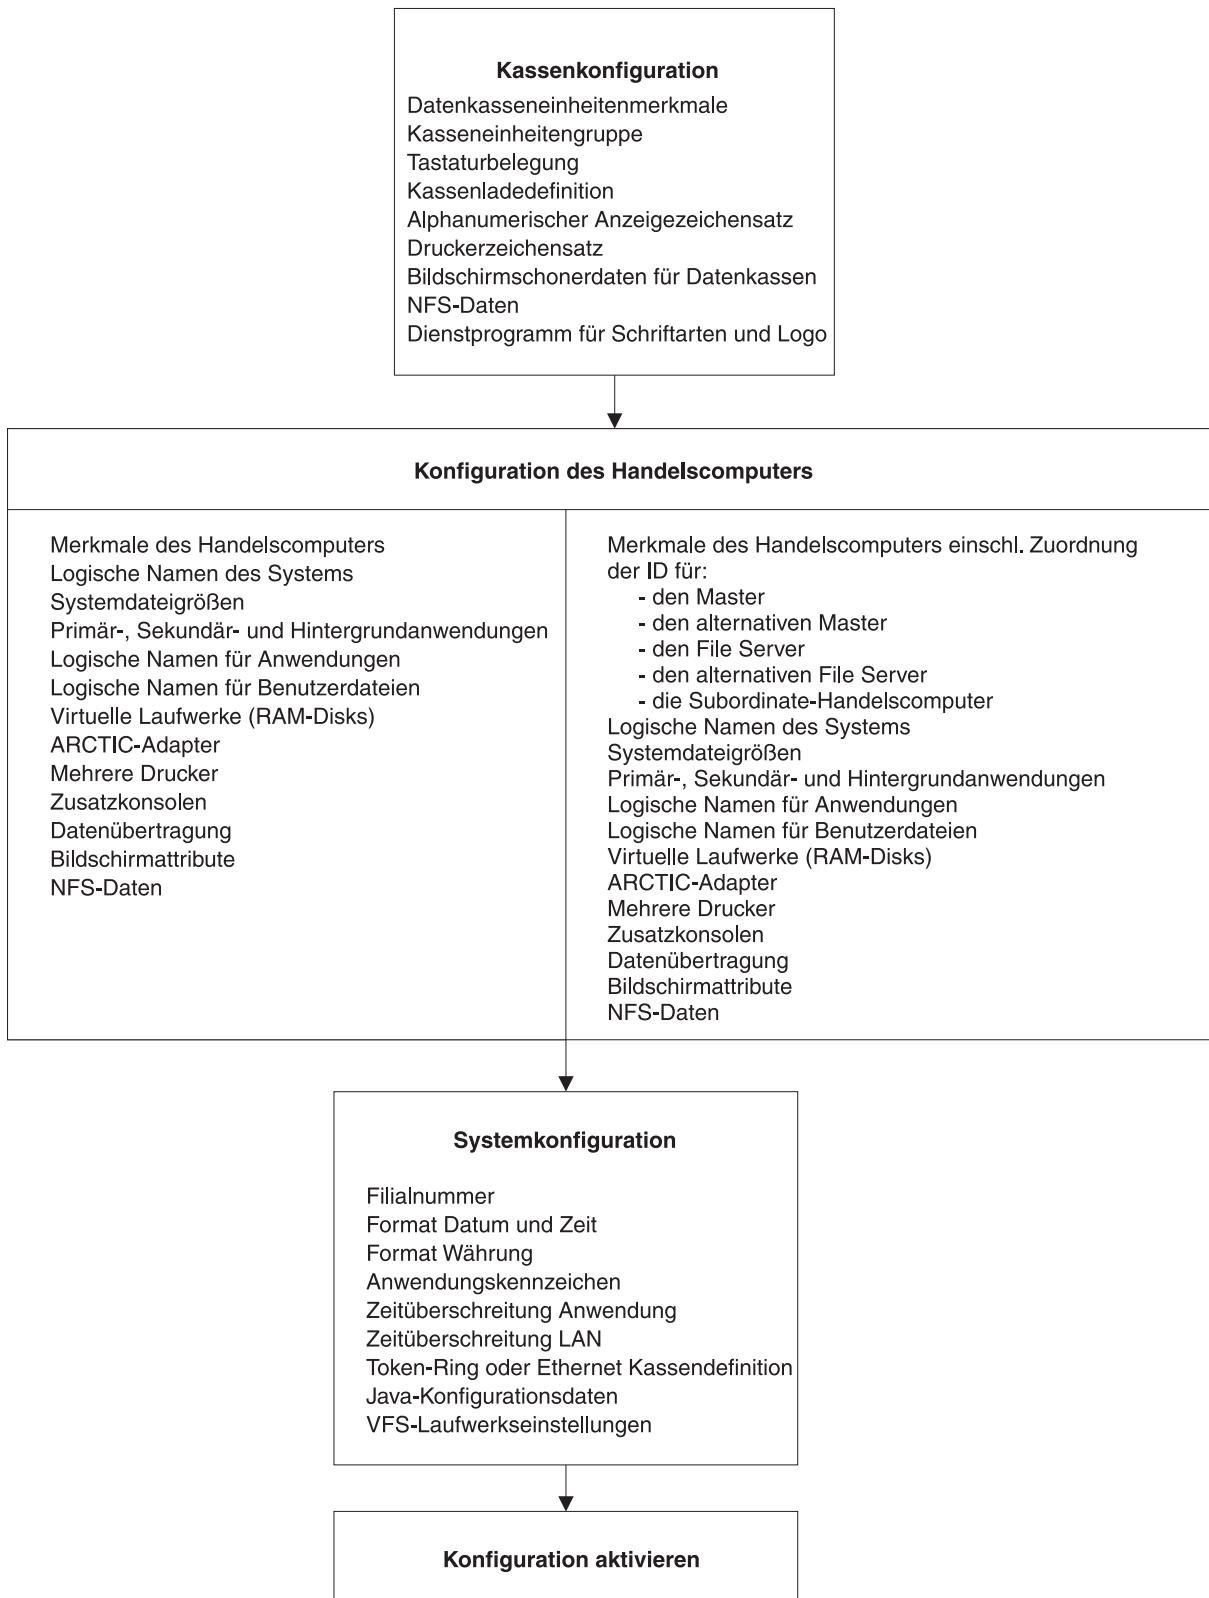 Kassenkonfiguration
Datenkasseneinheitenmerkmale
Kasseneinheitengruppe
Tastaturbelegung
Kassenladedefinition
Alphanumerischer Anzeigezeichensatz
Druckerzeichensatz
Bildschirmschonerdaten für Datenkassen
NFS-Daten
Dienstprogramm für Schriftarten und Logo
Konfiguration des Handelscomputers
Merkmale des Handelscomputers
Logische Namen des Systems
Systemdateigrößen
Primär-, Sekundär- und Hintergrundanwendungen
Logische Namen für Anwendungen
Logische Namen für Benutzerdateien
Virtuelle Laufwerke (RAM-Disks)
ARCTIC-Adapter
Mehrere Drucker
Zusatzkonsolen
Datenübertragung
Bildschirmattribute
NFS-Daten
Merkmale des Handelscomputers einschl. Zuordnung
der ID für:
- den Master
- den alternativen Master
- den File Server
- den alternativen File Server
- die Subordinate-Handelscomputer
Logische Namen des Systems
Systemdateigrößen
Primär-, Sekundär- und Hintergrundanwendungen
Logische Namen für Anwendungen
Logische Namen für Benutzerdateien
Virtuelle Laufwerke (RAM-Disks)
ARCTIC-Adapter
Mehrere Drucker
Zusatzkonsolen
Datenübertragung
Bildschirmattribute
NFS-Daten
Systemkonfiguration
Filialnummer
Format Datum und Zeit
Format Währung
Anwendungskennzeichen
Zeitüberschreitung Anwendung
Zeitüberschreitung LAN
Token-Ring oder Ethernet Kassendefinition
Java-Konfigurationsdaten
VFS-Laufwerkseinstellungen
Konfiguration aktivieren